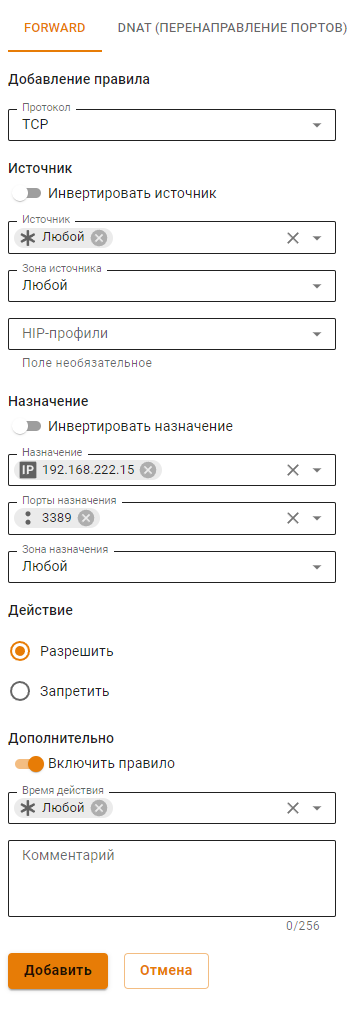 FORWARD DNAT (ПЕРЕНАПРАВЛЕНИЕ ПОРТОВ)
Добавление правила
Протокол
TCP
Источник
Инвертировать источник
Источник
Любой
Зона источника
Любой
HIP-профили
Поле необязательное
Назначение
Инвертировать назначение
Назначение
IP 192.168.222.15
Порты назначения
3389
Зона назначения
Любой
Действие
Разрешить
Запретить
Дополнительно
Включить правило
Время действия
Любой
Комментарий
0/256
Добавить Отмена